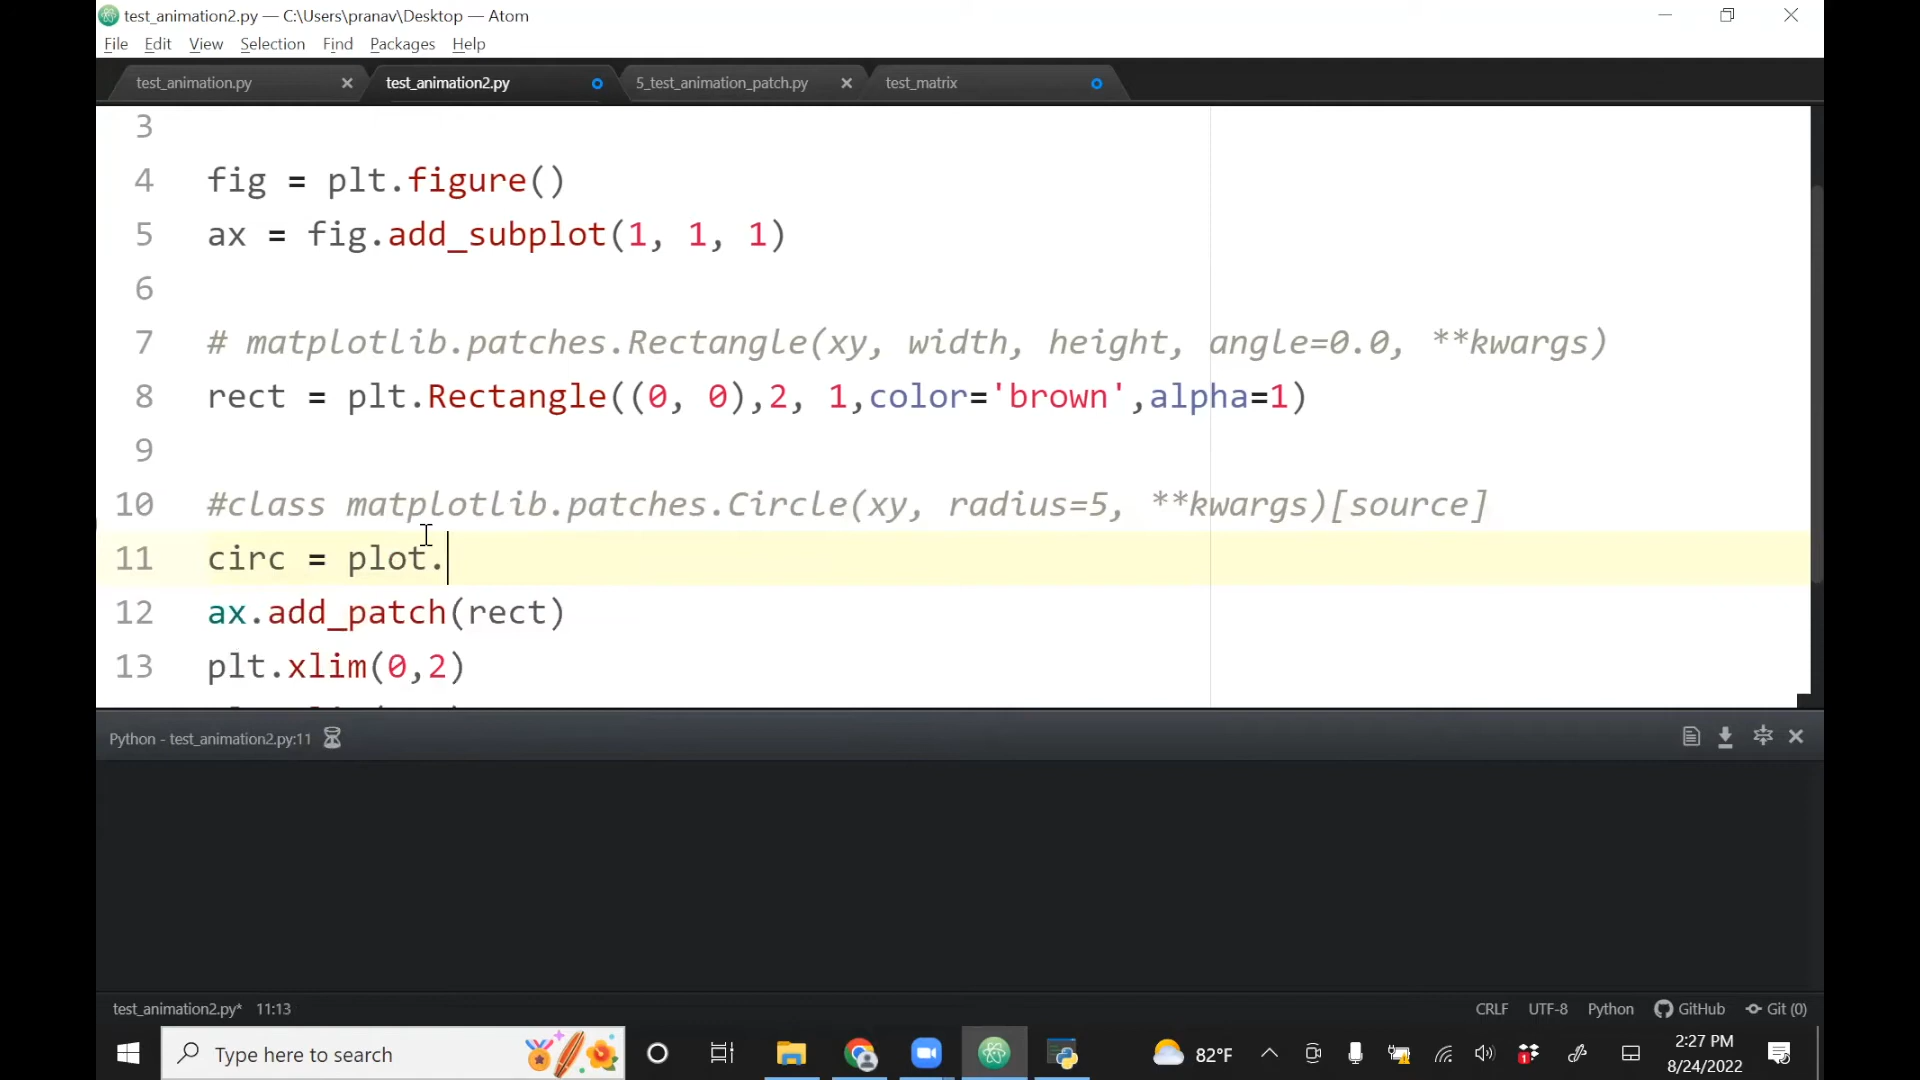 test_animation2.py — C:\Users\pranav\Desktop — Atom
File Edit View Selection Find Packages Help
test_animation.py test_animation2.py 5_test_animation_patch.py test_matrix
3
4 fig = plt.figure()
5 ax = fig.add_subplot(1, 1, 1)
6
7 # matplotlib.patches.Rectangle(xy, width, height, angle=0.0, **kwargs)
8 rect = plt.Rectangle((0, 0),2, 1,color='brown',alpha=1)
9
10 #class matplotlib.patches.Circle(xy, radius=5, **kwargs)[source]
11 circ = plot.
12 ax.add_patch(rect)
13 plt.xlim(0,2)
Python - test_animation2.py:11
test_animation2.py* 11:13 CRLF UTF-8 Python GitHub Git (0)
Type here to search 82°F 1 2:27 PM
8/24/2022